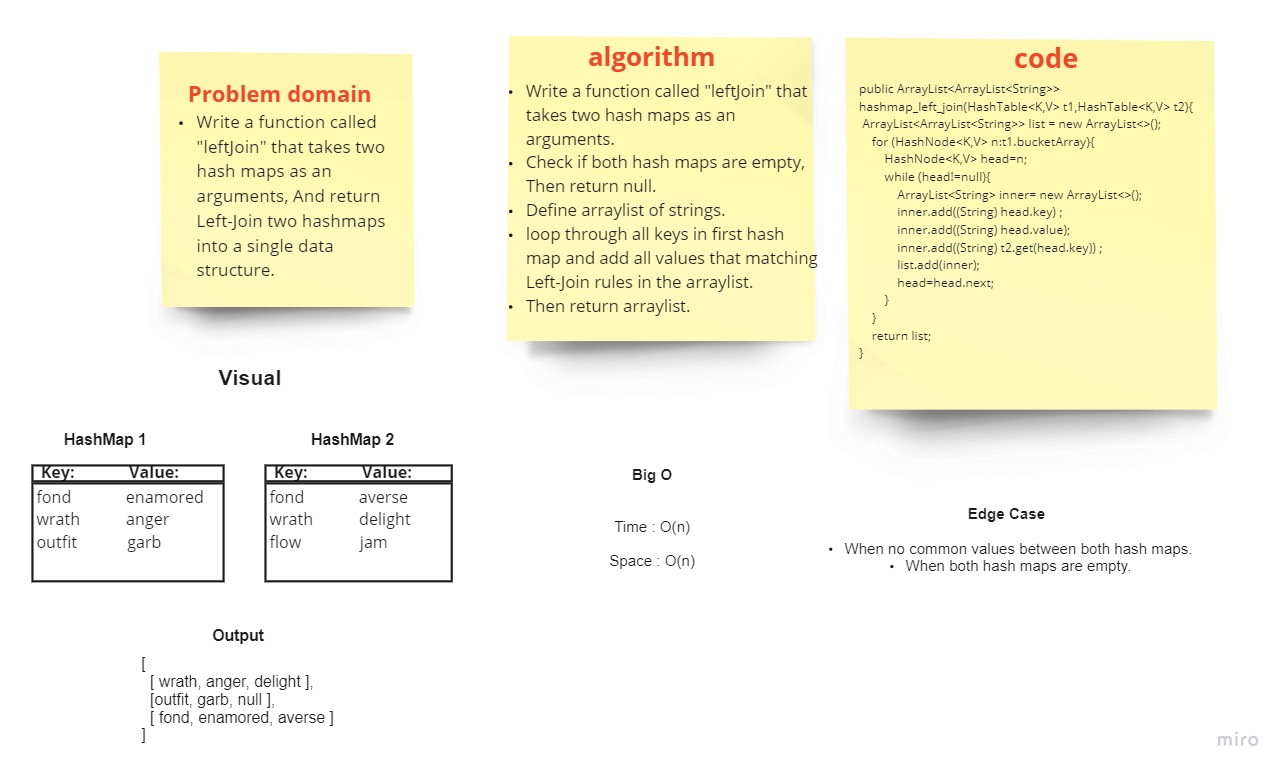 Problem domain
• Write a function called
"leftJoin" that takes two
hash maps as an
arguments, And return
Left-Join two hashmaps
into a single data
structure.
algorithm
• Write a function called "leftJoin" that
takes two hash maps as an
arguments.
• Check if both hash maps are empty,
Then return null.
• Define arraylist of strings.
• loop through all keys in first hash
map and add all values that matching
Left-Join rules in the arraylist.
• Then return arraylist.
code
public ArrayList<ArrayList<String>>
hashmap_left_join(HashTable<K,V> t1,HashTable<K,V> t2){
ArrayList<ArrayList<String>> list = new ArrayList<>();
for (HashNode<K,V> n:t1.bucketArray){
HashNode<K,V> head=n;
while (head!=null){
ArrayList<String> inner= new ArrayList<>();
inner.add((String) head.key) ;
inner.add((String) head.value);
inner.add((String) t2.get(head.key)) ;
list.add(inner);
head=head.next;
}
}
return list;
}
Visual
HashMap 1
Key: Value:
fond enamored
wrath anger
outfit garb
HashMap 2
Key: Value:
fond averse
wrath delight
flow jam
Output
[
[ wrath, anger, delight ],
[outfit, garb, null ],
[ fond, enamored, averse ]
]
Big O
Time : O(n)
Space : O(n)
Edge Case
• When no common values between both hash maps.
• When both hash maps are empty.
miro